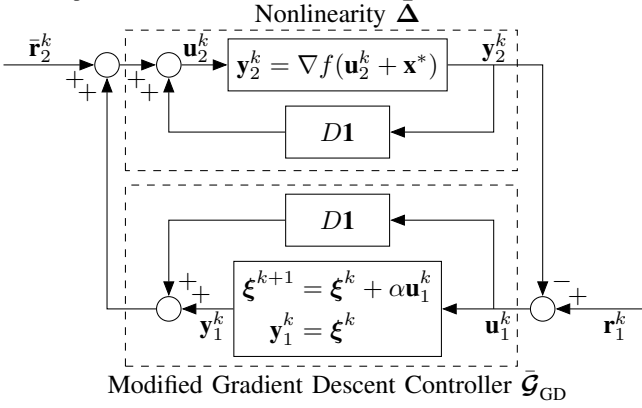 Nonlinearity Δ̄
r̄₂ᵏ
+
+
+
+
u₂ᵏ
y₂ᵏ = ∇f(u₂ᵏ + x*)
y₂ᵏ
D1
D1
+
+
ξᵏ⁺¹ = ξᵏ + αu₁ᵏ
y₁ᵏ = ξᵏ
y₁ᵏ
u₁ᵏ
−
+
r₁ᵏ
Modified Gradient Descent Controller 𝓖̄_GD